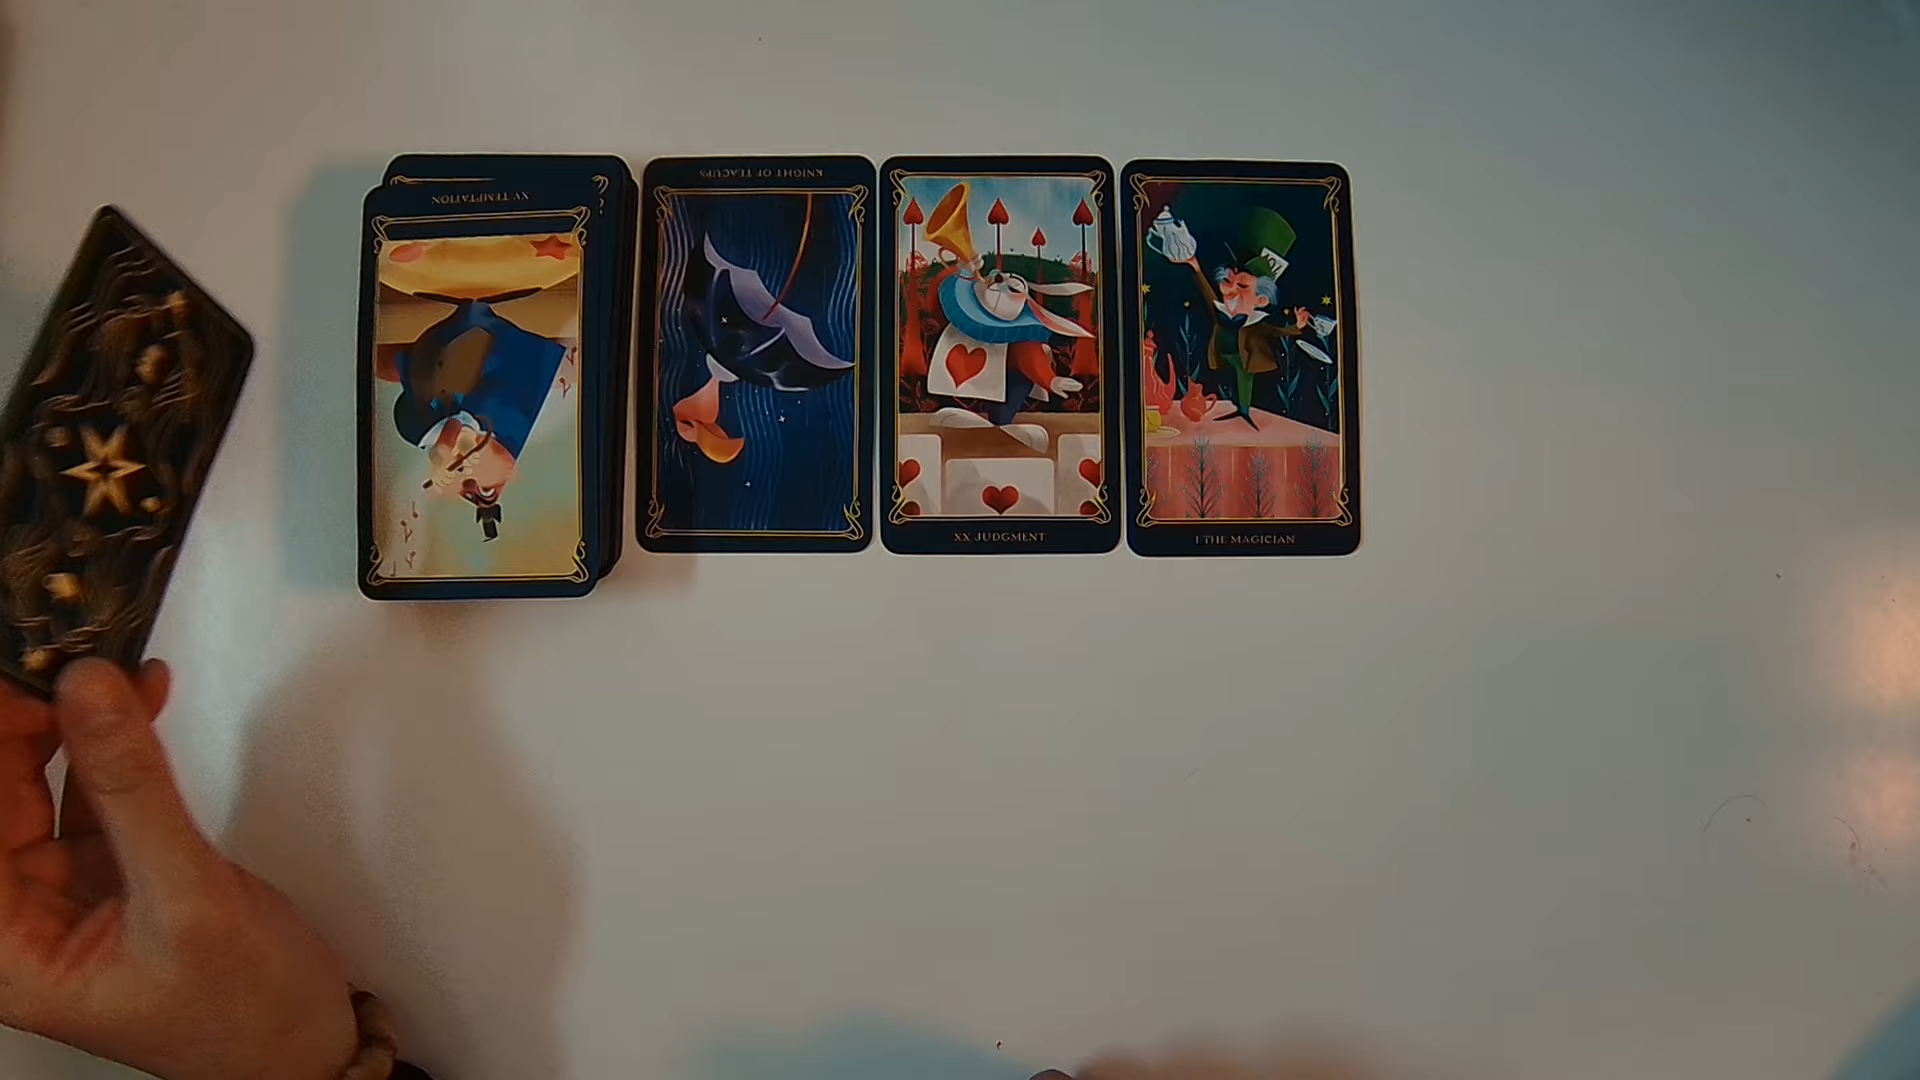 XV TEMPTATION
KNIGHT OF TEACUPS
XX JUDGMENT
I THE MAGICIAN